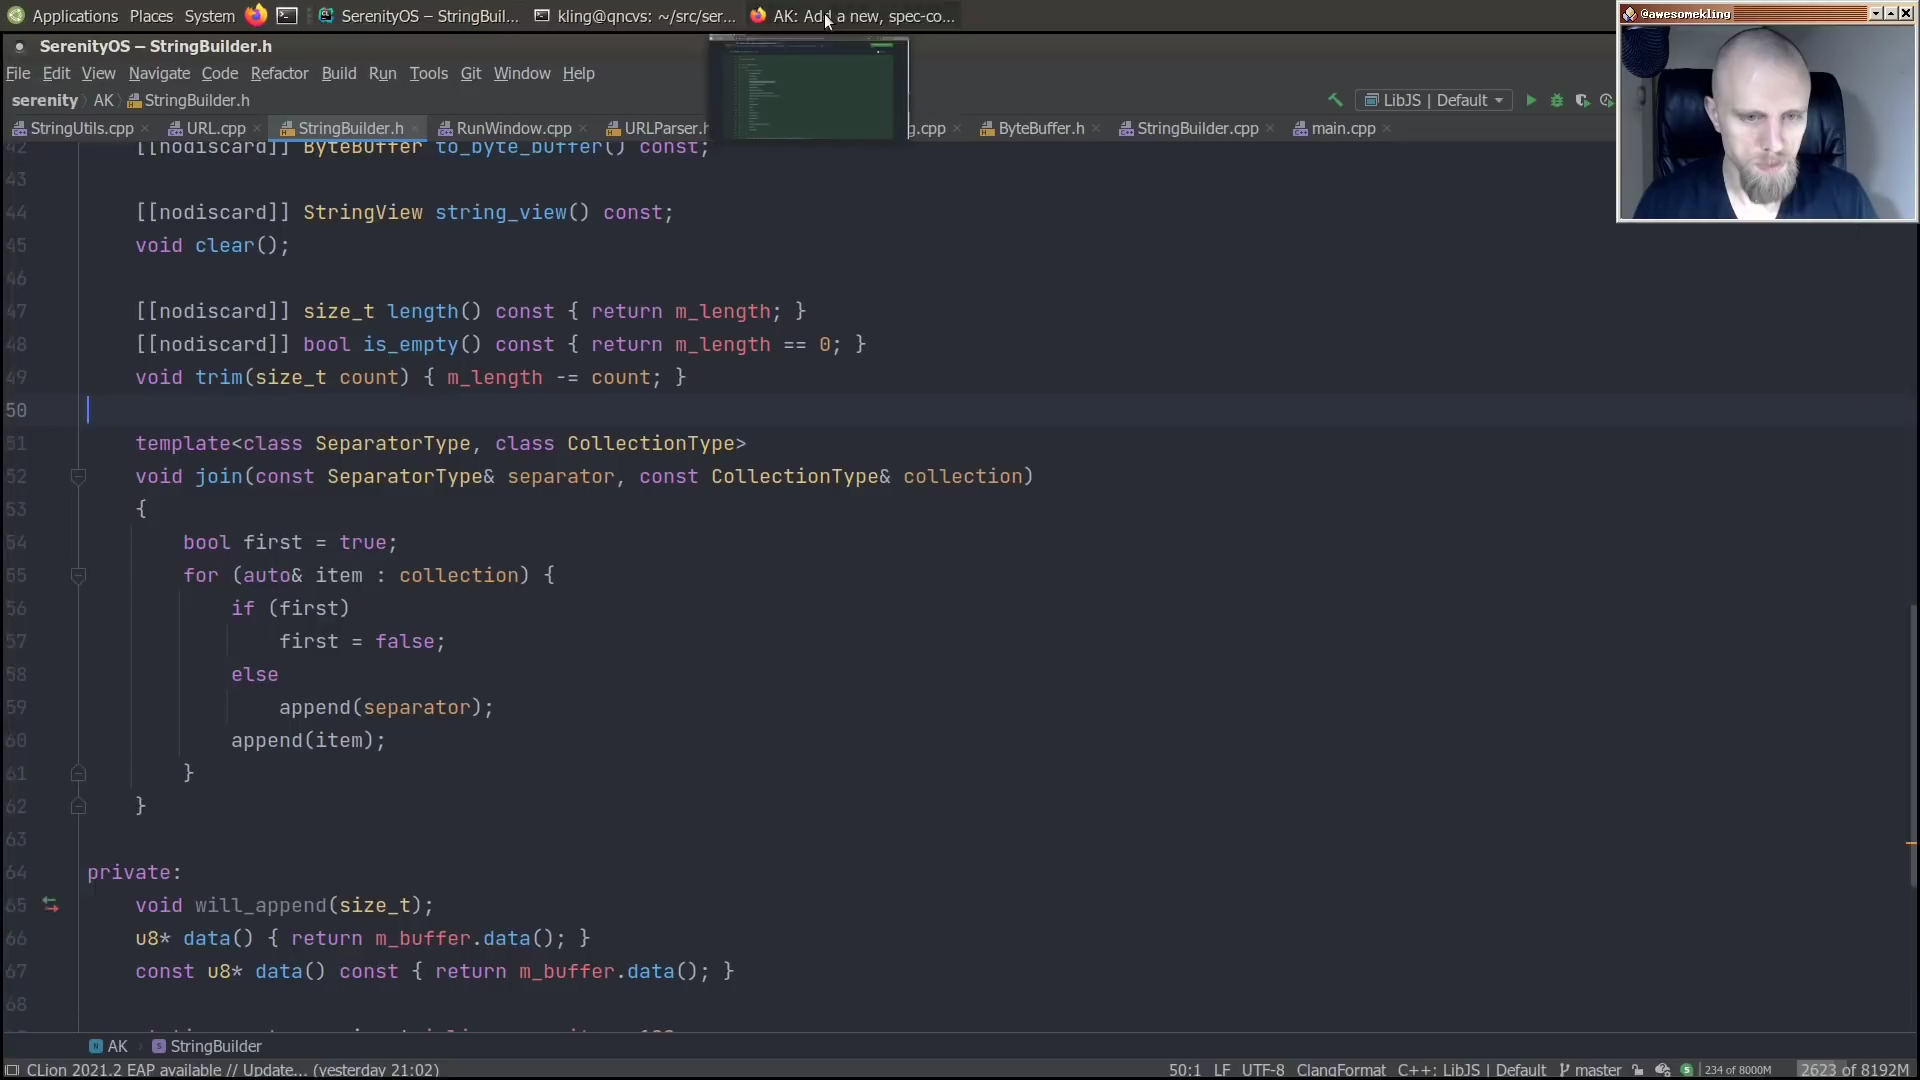 Applications Places System SerenityOS – StringBuil... kling@qncvs: ~/src/ser... AK: Add a new, spec-co...
@awesomekling
SerenityOS – StringBuilder.h
File Edit View Navigate Code Refactor Build Run Tools Git Window Help
serenity AK StringBuilder.h
LibJS | Default
StringUtils.cpp URL.cpp StringBuilder.h RunWindow.cpp URLParser.h g.cpp ByteBuffer.h StringBuilder.cpp main.cpp
42 [[nodiscard]] ByteBuffer to_byte_buffer() const;
43
44 [[nodiscard]] StringView string_view() const;
45 void clear();
46
47 [[nodiscard]] size_t length() const { return m_length; }
48 [[nodiscard]] bool is_empty() const { return m_length == 0; }
49 void trim(size_t count) { m_length -= count; }
50
51 template<class SeparatorType, class CollectionType>
52 void join(const SeparatorType& separator, const CollectionType& collection)
53 {
54 bool first = true;
55 for (auto& item : collection) {
56 if (first)
57 first = false;
58 else
59 append(separator);
60 append(item);
61 }
62 }
63
64 private:
65 void will_append(size_t);
66 u8* data() { return m_buffer.data(); }
67 const u8* data() const { return m_buffer.data(); }
68
AK StringBuilder
CLion 2021.2 EAP available // Update... (yesterday 21:02) 50:1 LF UTF-8 ClangFormat C++: LibJS | Default master 234 of 8000M 2623 of 8192M